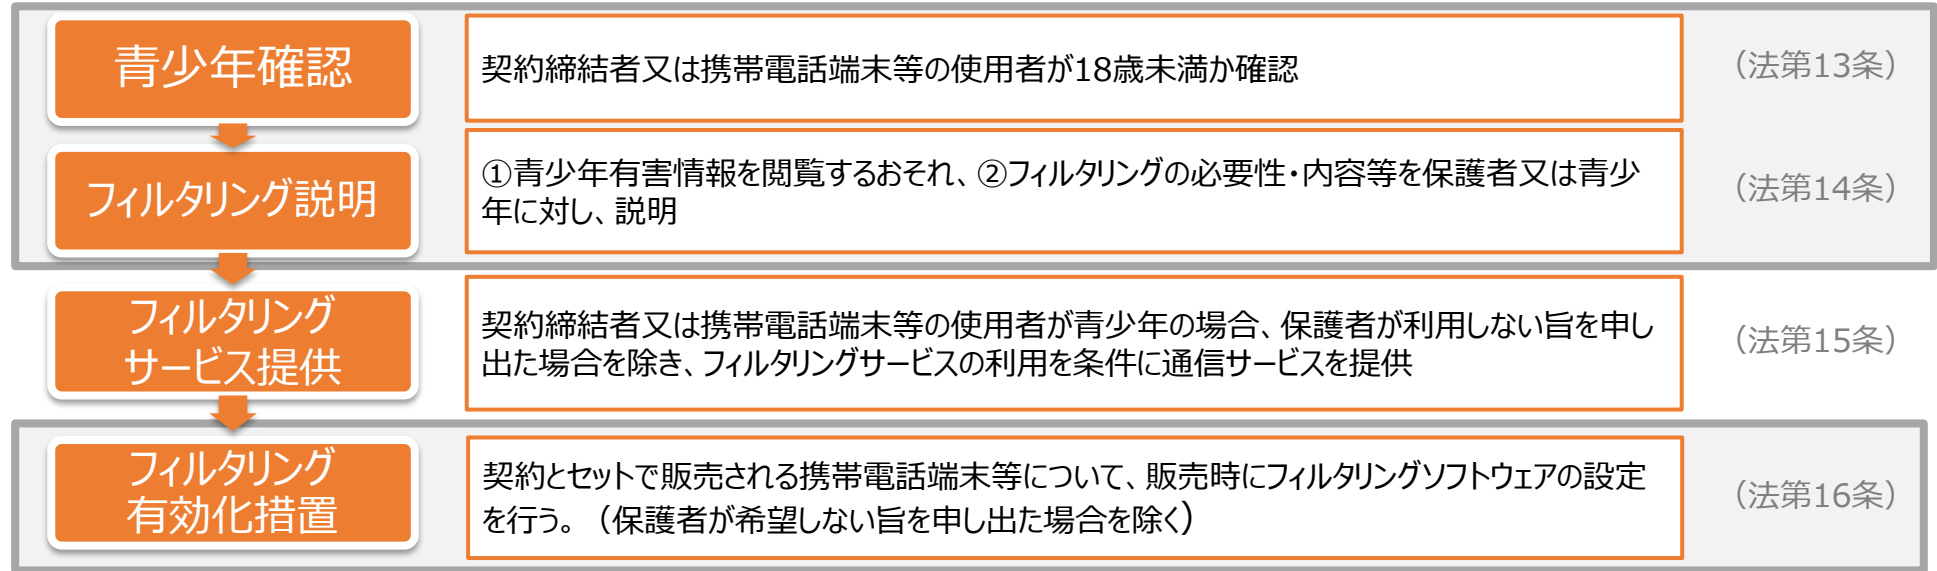 青少年確認
契約締結者又は携帯電話端末等の使用者が18歳未満か確認
（法第13条）
フィルタリング説明
①青少年有害情報を閲覧するおそれ、②フィルタリングの必要性・内容等を保護者又は青少
年に対し、説明
（法第14条）
フィルタリング
サービス提供
契約締結者又は携帯電話端末等の使用者が青少年の場合、保護者が利用しない旨を申し
出た場合を除き、フィルタリングサービスの利用を条件に通信サービスを提供
（法第15条）
フィルタリング
有効化措置
契約とセットで販売される携帯電話端末等について、販売時にフィルタリングソフトウェアの設定
を行う。（保護者が希望しない旨を申し出た場合を除く）
（法第16条）